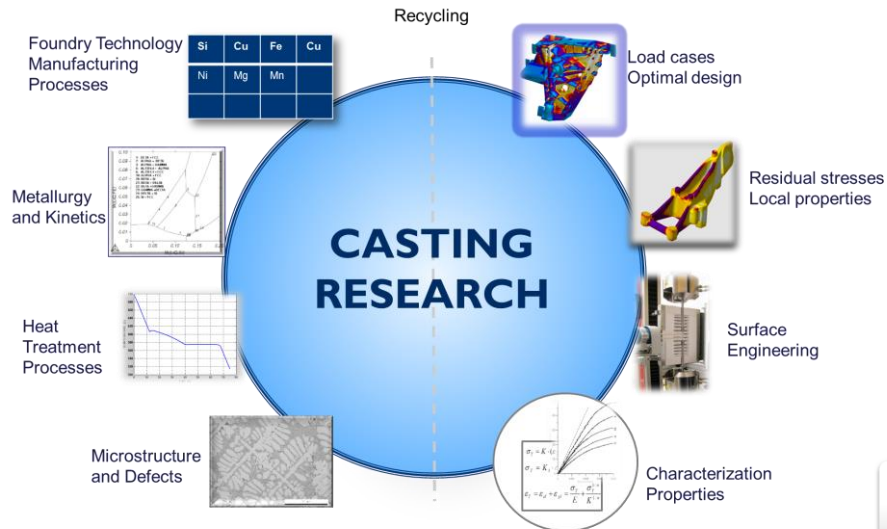 Recycling
Foundry Technology
Manufacturing
Processes
Si Cu Fe Cu
Ni Mg Mn
Load cases
Optimal design
Metallurgy
and Kinetics
Residual stresses
Local properties
CASTING
RESEARCH
Heat
Treatment
Processes
Surface
Engineering
Microstructure
and Defects
Characterization
Properties